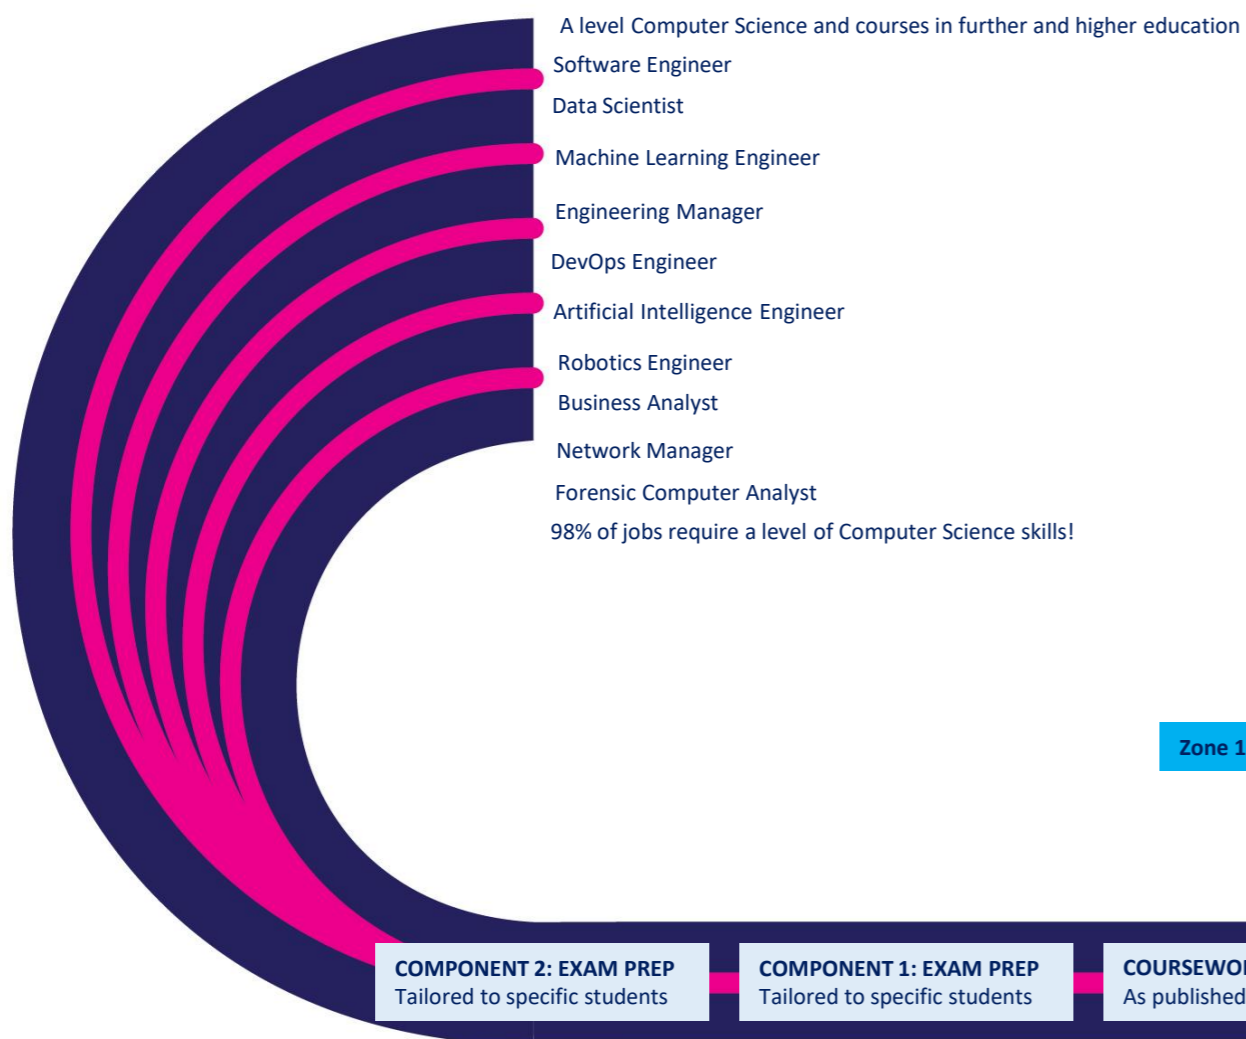 A level Computer Science and courses in further and higher education
Software Engineer
Data Scientist
Machine Learning Engineer
Engineering Manager
DevOps Engineer
Artificial Intelligence Engineer
Robotics Engineer
Business Analyst
Network Manager
Forensic Computer Analyst
98% of jobs require a level of Computer Science skills!
Zone 1
COMPONENT 2: EXAM PREP
Tailored to specific students
COMPONENT 1: EXAM PREP
Tailored to specific students
As published